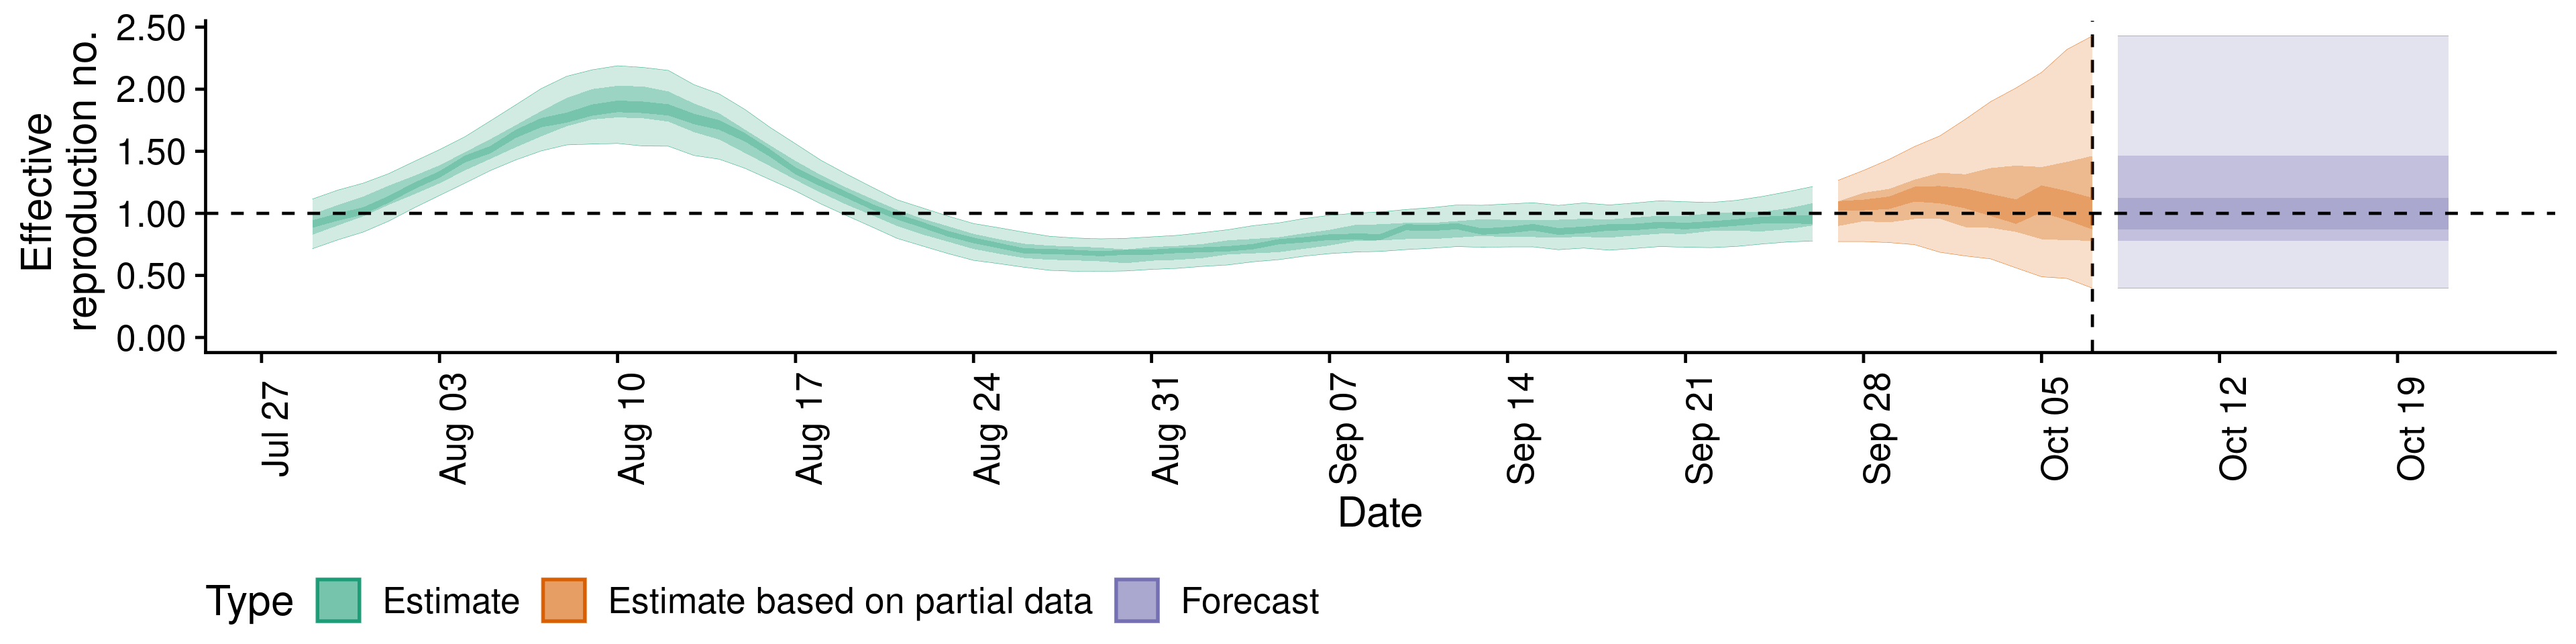 Effective
reproduction no.
2.50
2.00
1.50
1.00
0.50
0.00
Jul 27
Aug 03
Aug 10
Aug 17
Aug 24
Aug 31
Sep 07
Sep 14
Sep 21
Sep 28
Oct 05
Oct 12
Oct 19
Date
Type Estimate Estimate based on partial data Forecast